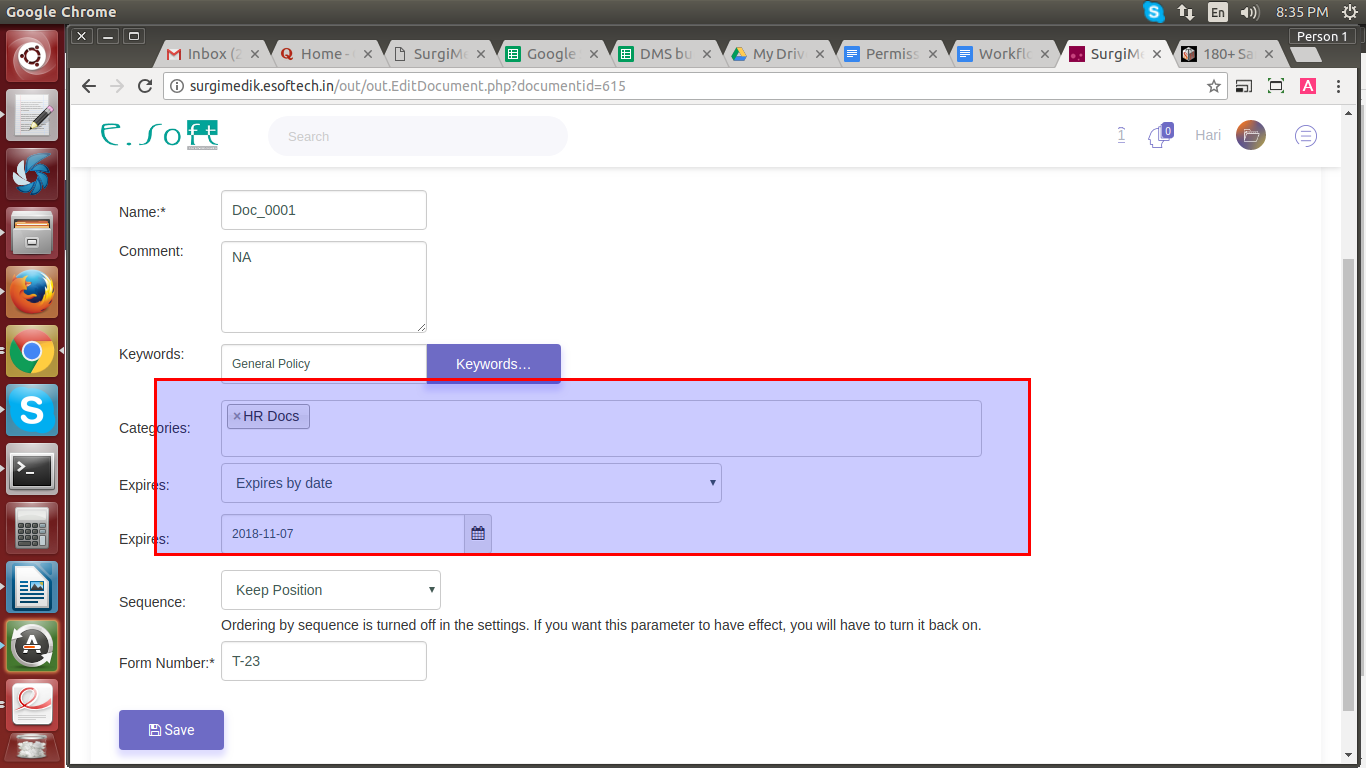 Google Chrome En 8:35 PM
Person 1
Inbox (2 Home - SurgiMe Google DMS bu My Drive Permiss Workflo SurgiMe 180+ Sa
surgimedik.esoftech.in/out/out.EditDocument.php?documentid=615
e.soft Search 1 0 Hari
Name:* Doc_0001
Comment: NA
Keywords: General Policy Keywords…
Categories: ×HR Docs
Expires: Expires by date
Expires: 2018-11-07
Sequence: Keep Position
Ordering by sequence is turned off in the settings. If you want this parameter to have effect, you will have to turn it back on.
Form Number:* T-23
Save